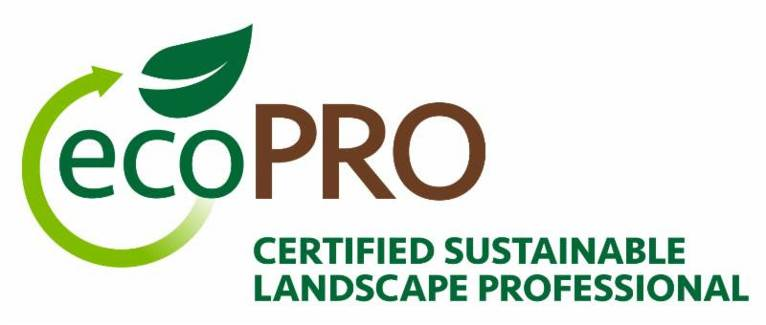 ecoPRO
CERTIFIED SUSTAINABLE
LANDSCAPE PROFESSIONAL